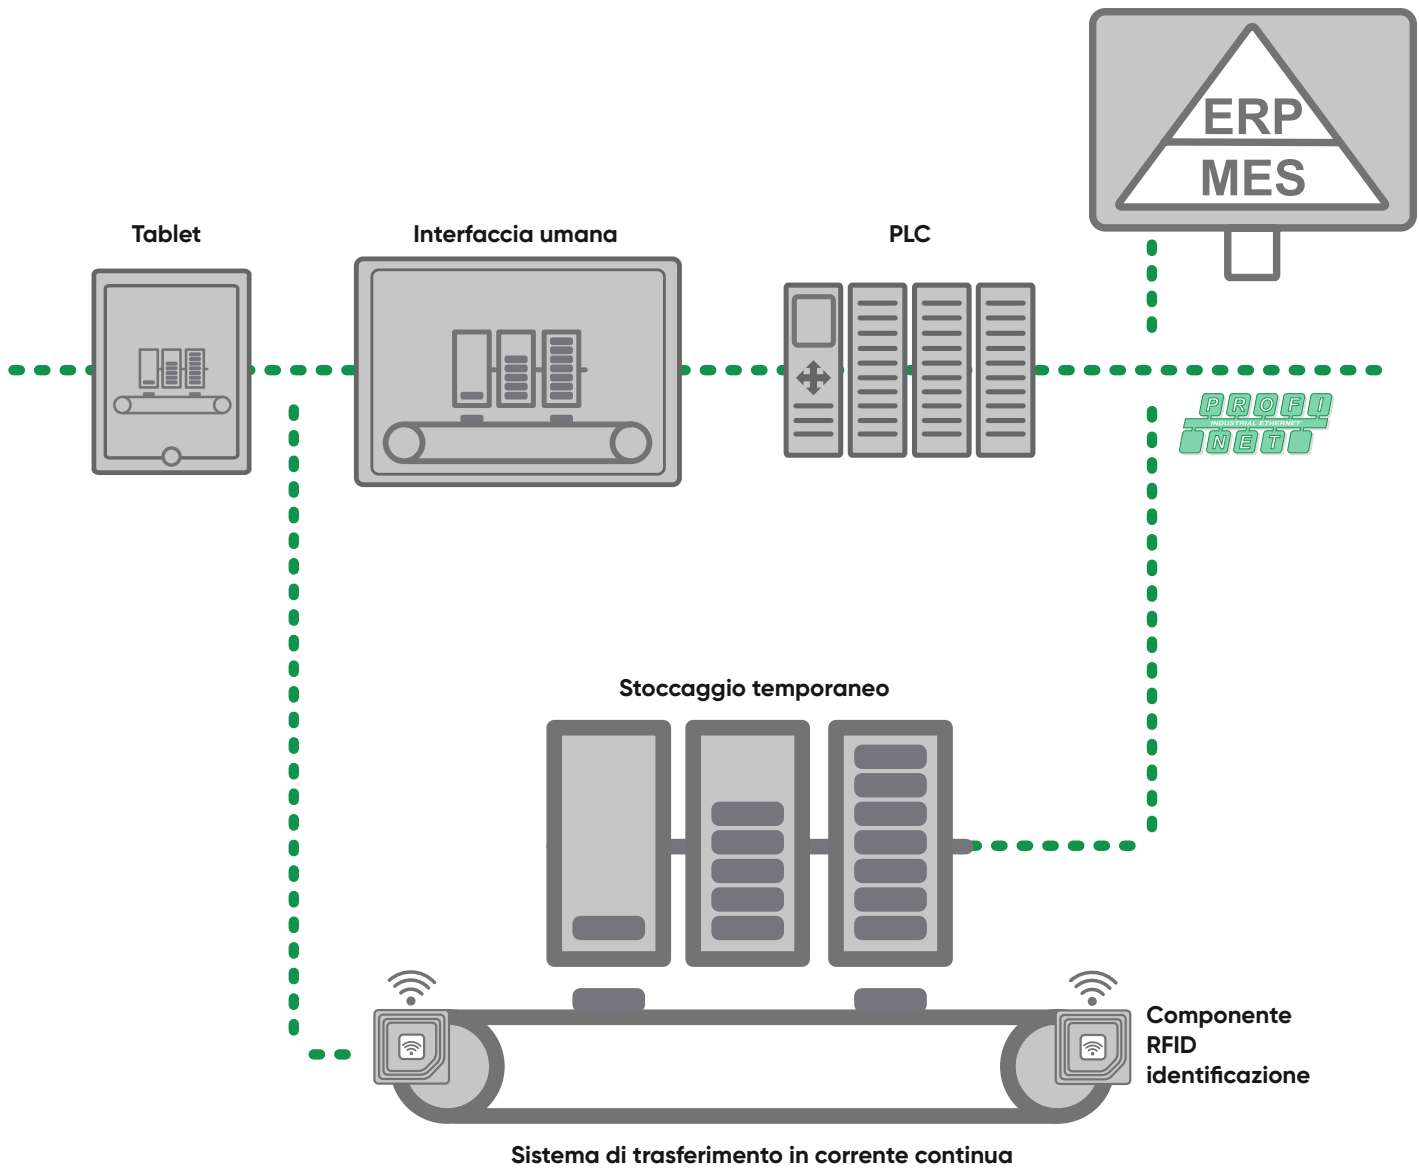 ERP
MES
Tablet
Interfaccia umana
PLC
PROFI
INDUSTRIAL ETHERNET
NET
Stoccaggio temporaneo
Componente
RFID
identificazione
Sistema di trasferimento in corrente continua